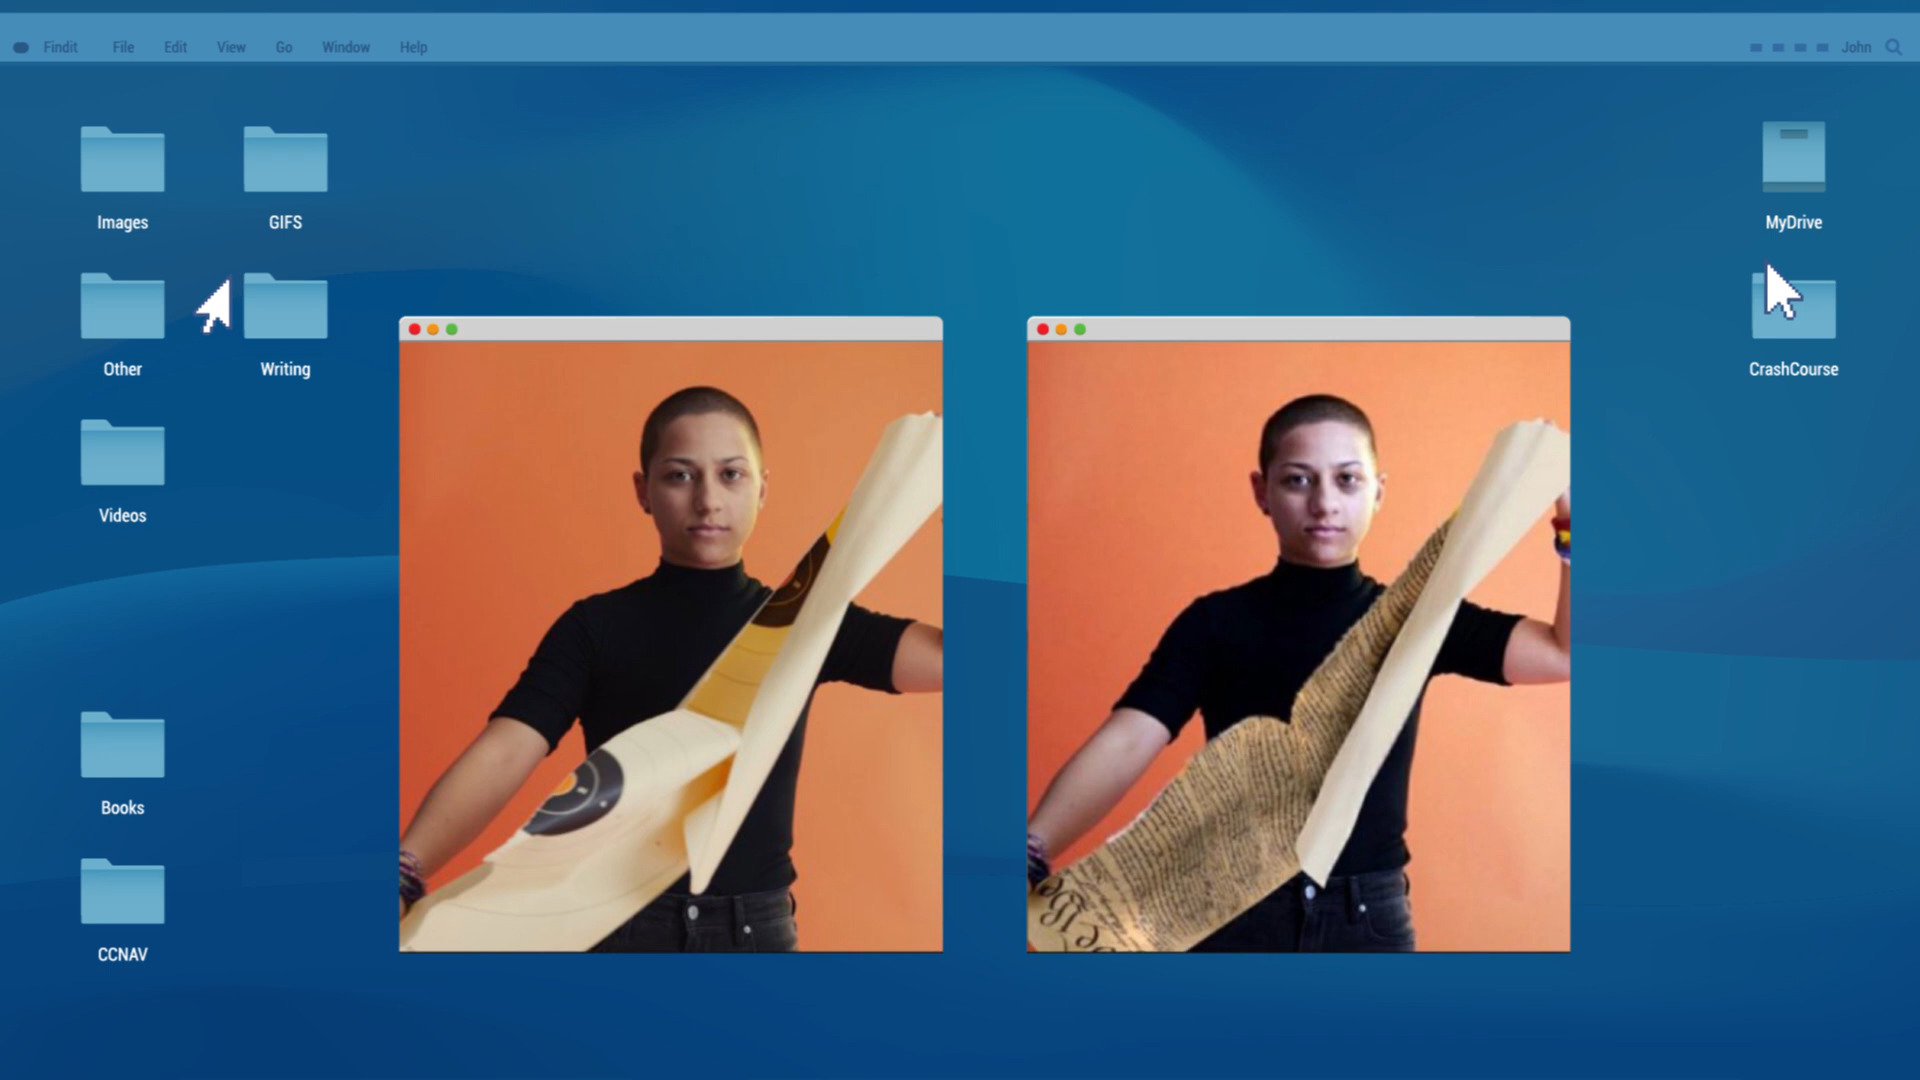 Findit File Edit View Go Window Help John
Images GIFS MyDrive
Other Writing CrashCourse
Videos
Books
CCNAV